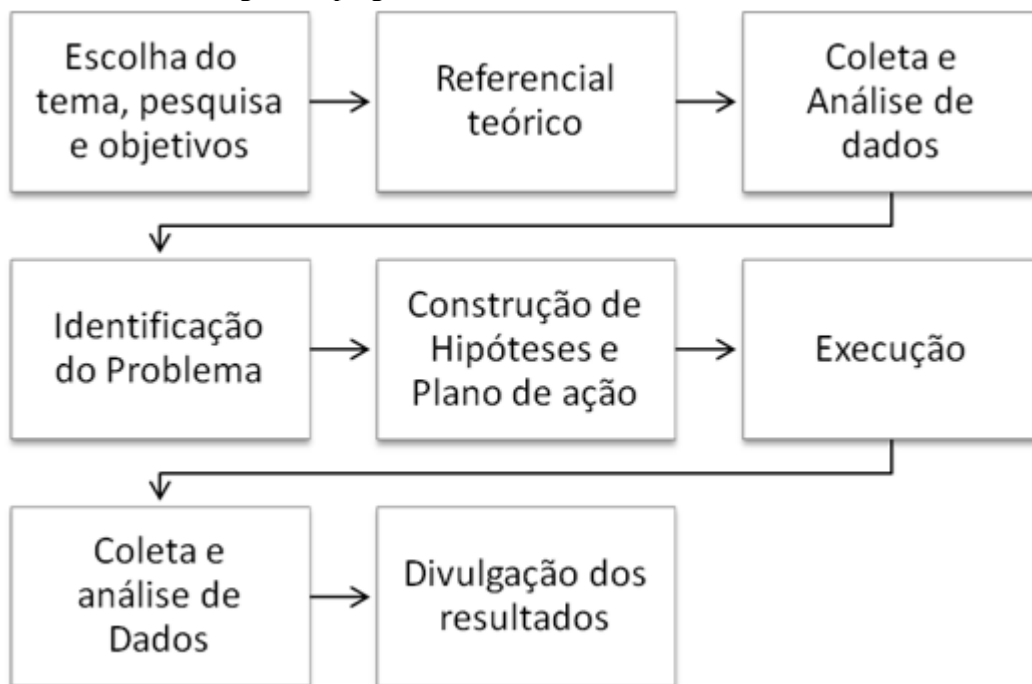 Escolha do
tema, pesquisa
e objetivos
Referencial
teórico
Coleta e
Análise de
dados
Identificação
do Problema
Construção de
Hipóteses e
Plano de ação
Execução
Coleta e
análise de
Dados
Divulgação dos
resultados